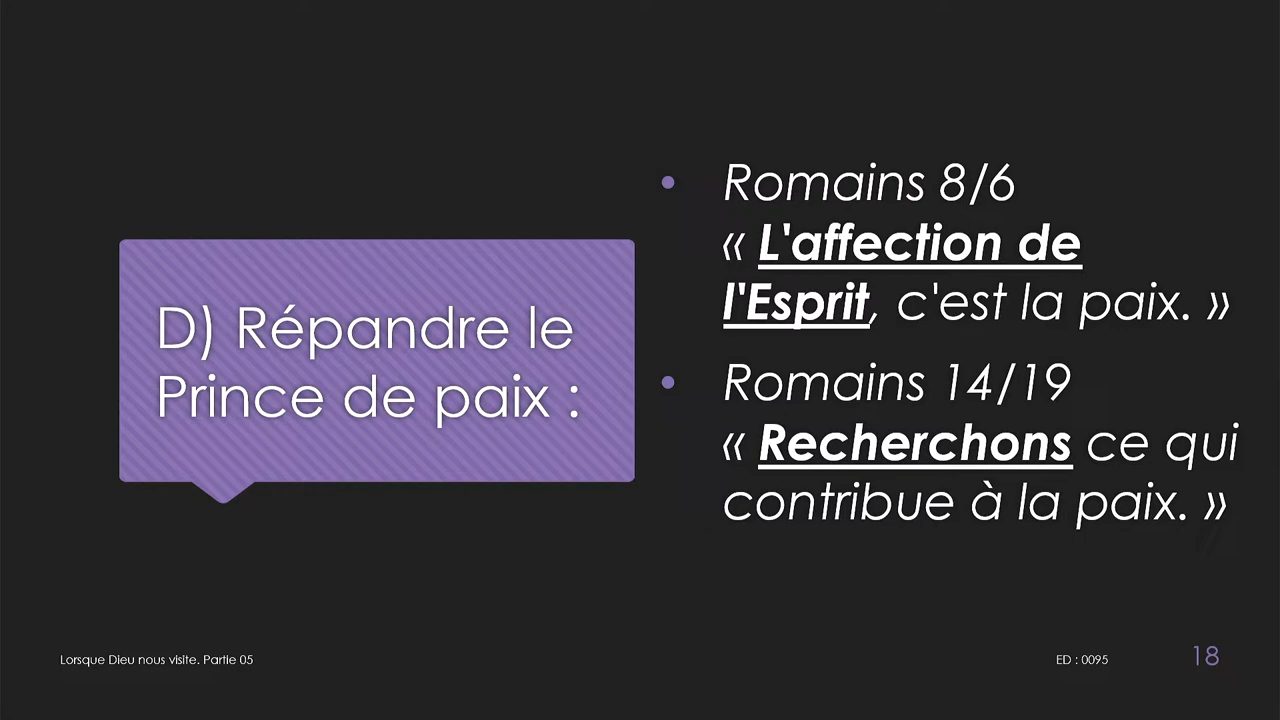 D) Répandre le
Prince de paix :
• Romains 8/6
« L'affection de
l'Esprit, c'est la paix. »
• Romains 14/19
« Recherchons ce qui
contribue à la paix. »
Lorsque Dieu nous visite. Partie 05
ED : 0095
18